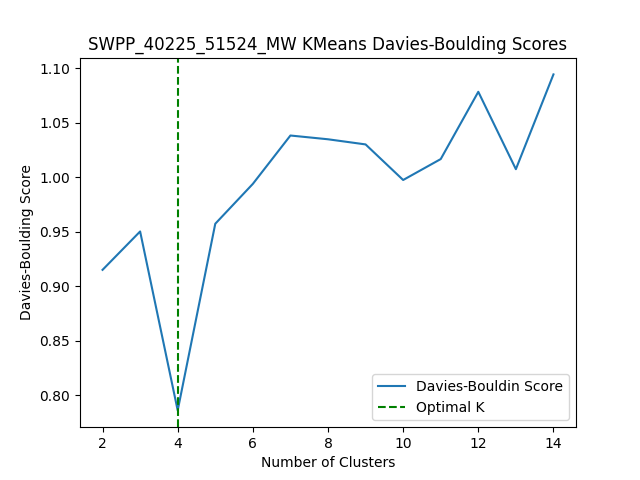 SWPP_40225_51524_MW KMeans Davies-Boulding Scores
1.10
1.05
1.00
0.95
0.90
0.85
0.80
Davies-Boulding Score
Davies-Bouldin Score
Optimal K
2 4 6 8 10 12 14
Number of Clusters